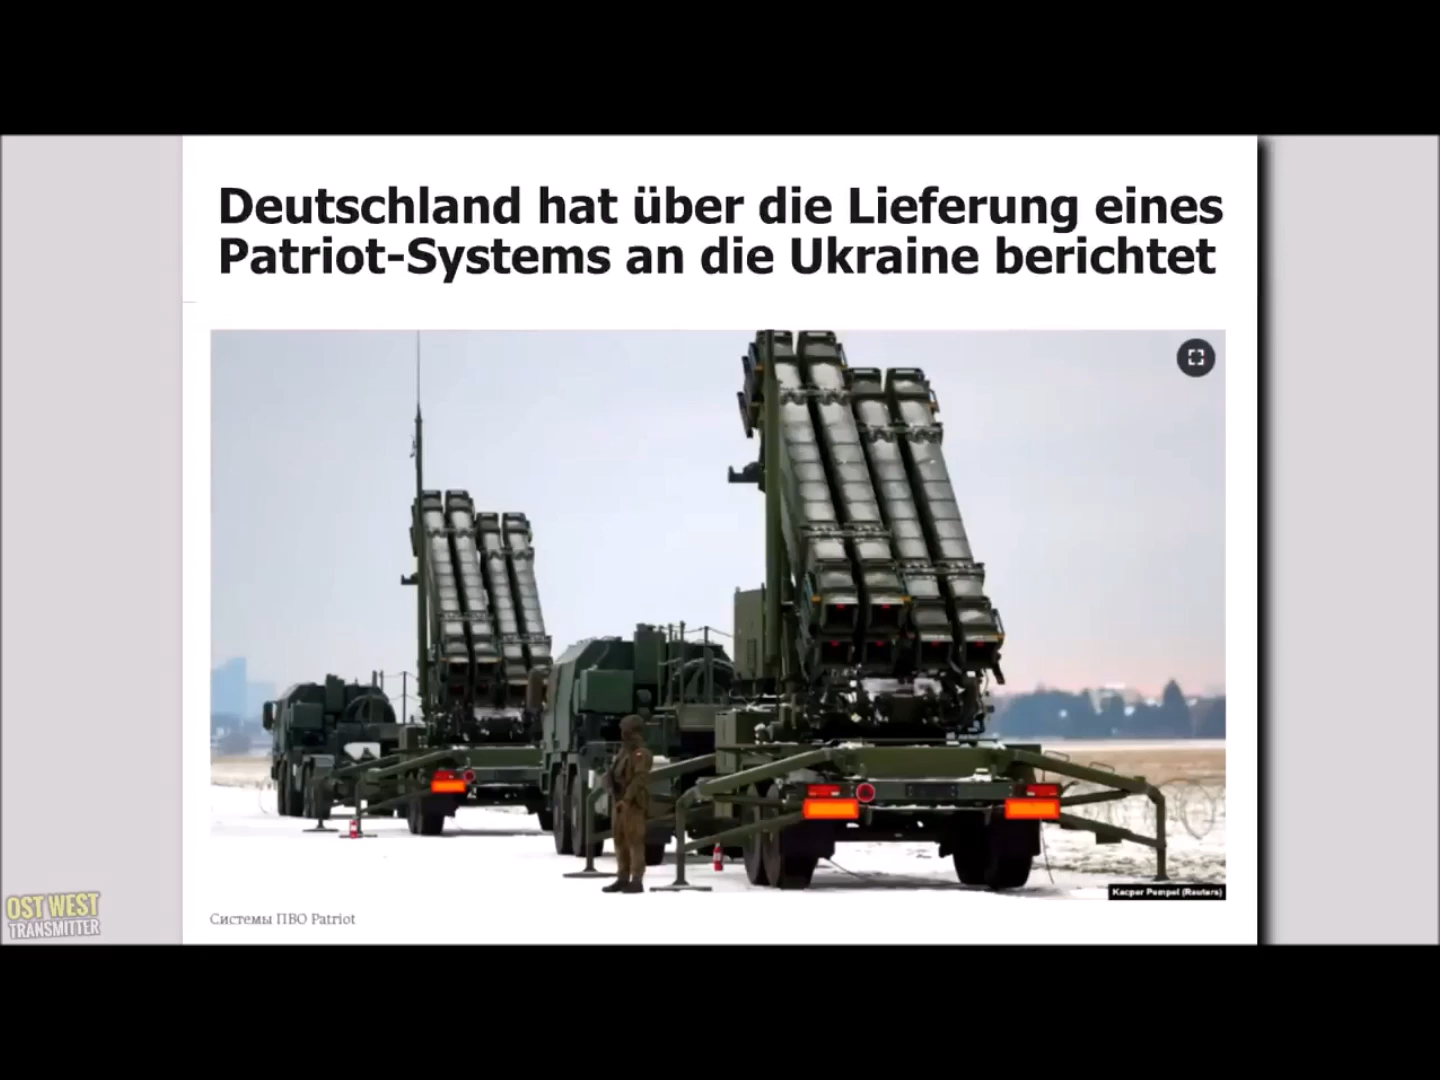 Deutschland hat über die Lieferung eines
Patriot-Systems an die Ukraine berichtet
Kacper Pempel (Reuters)
Системы ПВО Patriot
OST WEST
TRANSMITTER